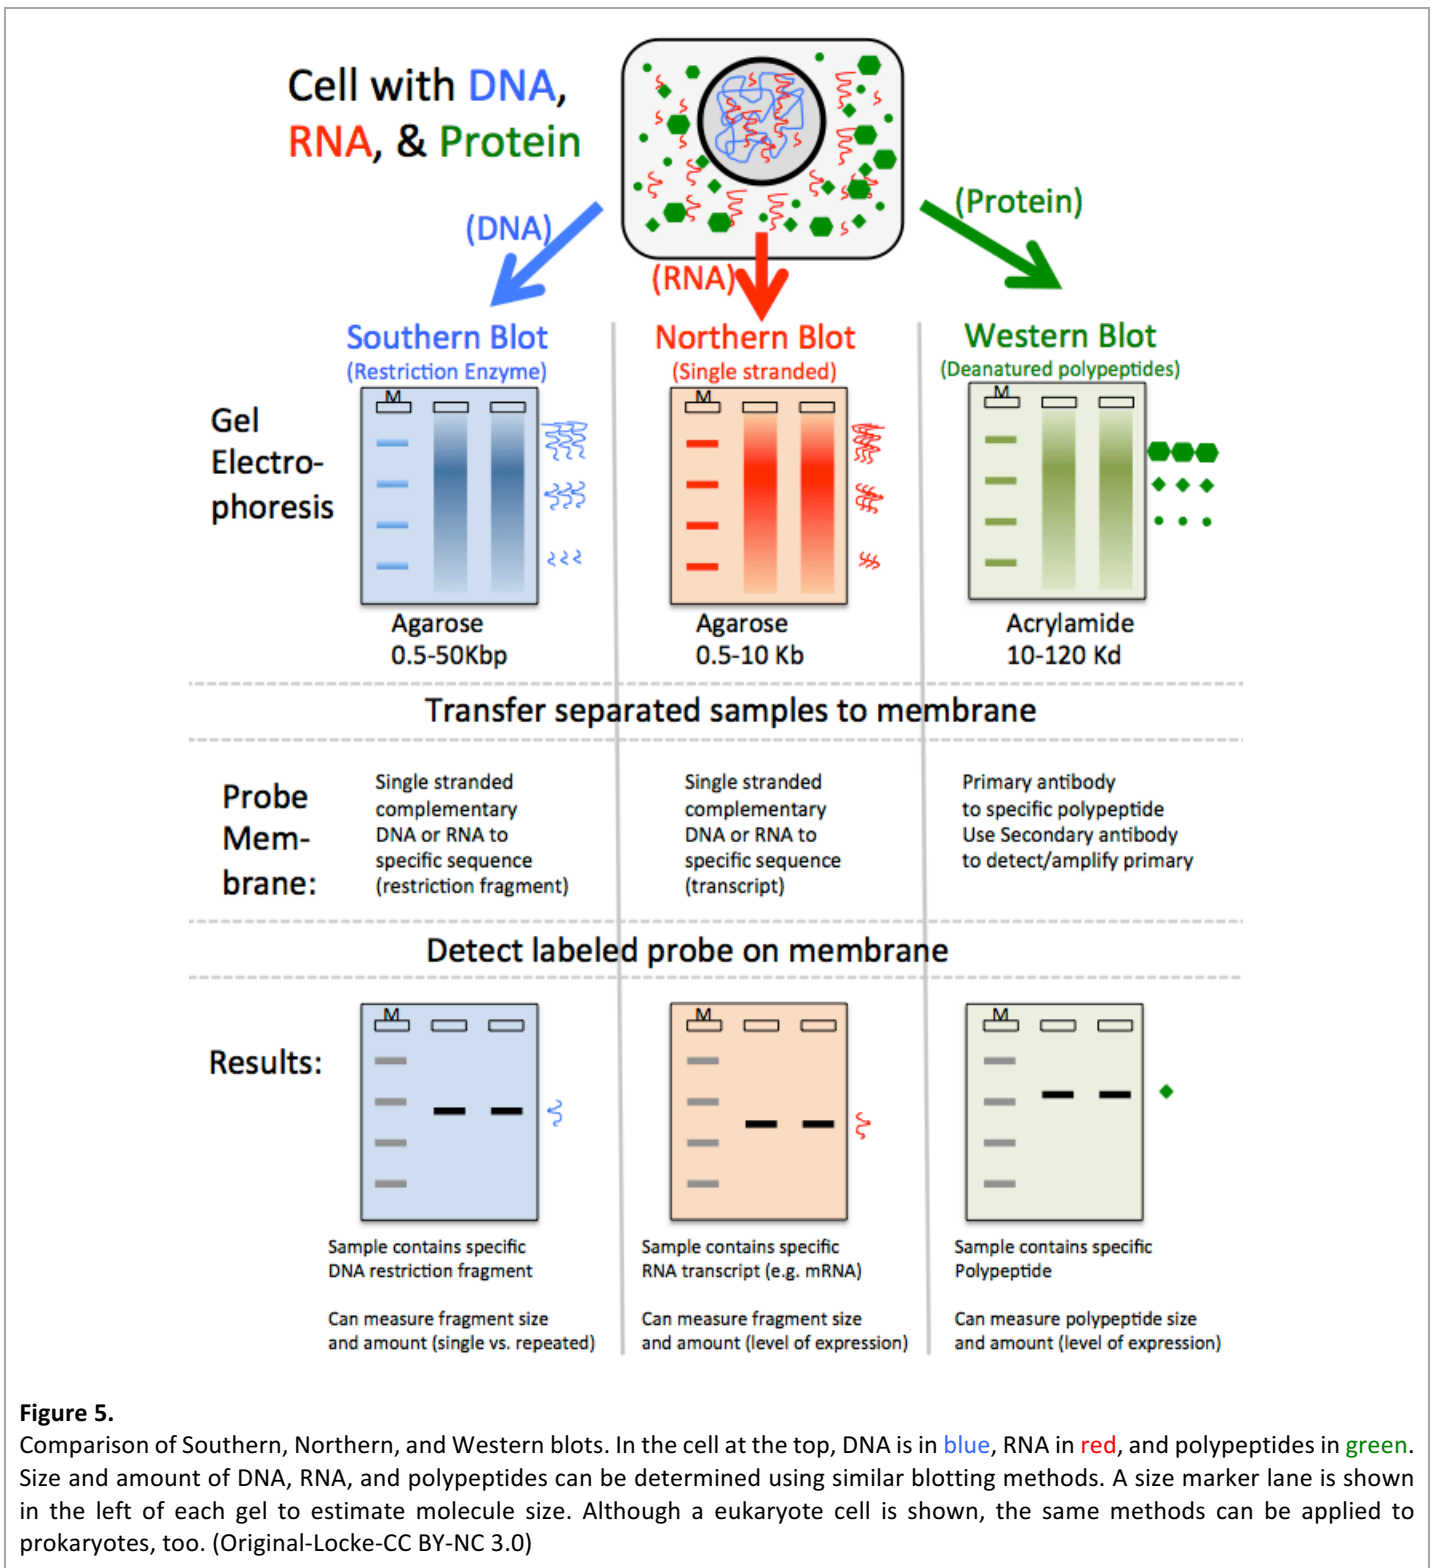 Cell with DNA,
RNA, & Protein
(DNA)
(RNA)
(Protein)
Southern Blot
(Restriction Enzyme)
Northern Blot
(Single stranded)
Western Blot
(Deanatured polypeptides)
Gel
Electro-
phoresis
M
M
M
Agarose
0.5-50Kbp
Agarose
0.5-10 Kb
Acrylamide
10-120 Kd
Transfer separated samples to membrane
Probe
Mem-
brane:
Single stranded
complementary
DNA or RNA to
specific sequence
(restriction fragment)
Single stranded
complementary
DNA or RNA to
specific sequence
(transcript)
Primary antibody
to specific polypeptide
Use Secondary antibody
to detect/amplify primary
Detect labeled probe on membrane
Results:
M
M
M
Sample contains specific
DNA restriction fragment
Can measure fragment size
and amount (single vs. repeated)
Sample contains specific
RNA transcript (e.g. mRNA)
Can measure fragment size
and amount (level of expression)
Sample contains specific
Polypeptide
Can measure polypeptide size
and amount (level of expression)
Figure 5.
Comparison of Southern, Northern, and Western blots. In the cell at the top, DNA is in blue, RNA in red, and polypeptides in green.
Size and amount of DNA, RNA, and polypeptides can be determined using similar blotting methods. A size marker lane is shown
in the left of each gel to estimate molecule size. Although a eukaryote cell is shown, the same methods can be applied to
prokaryotes, too. (Original-Locke-CC BY-NC 3.0)